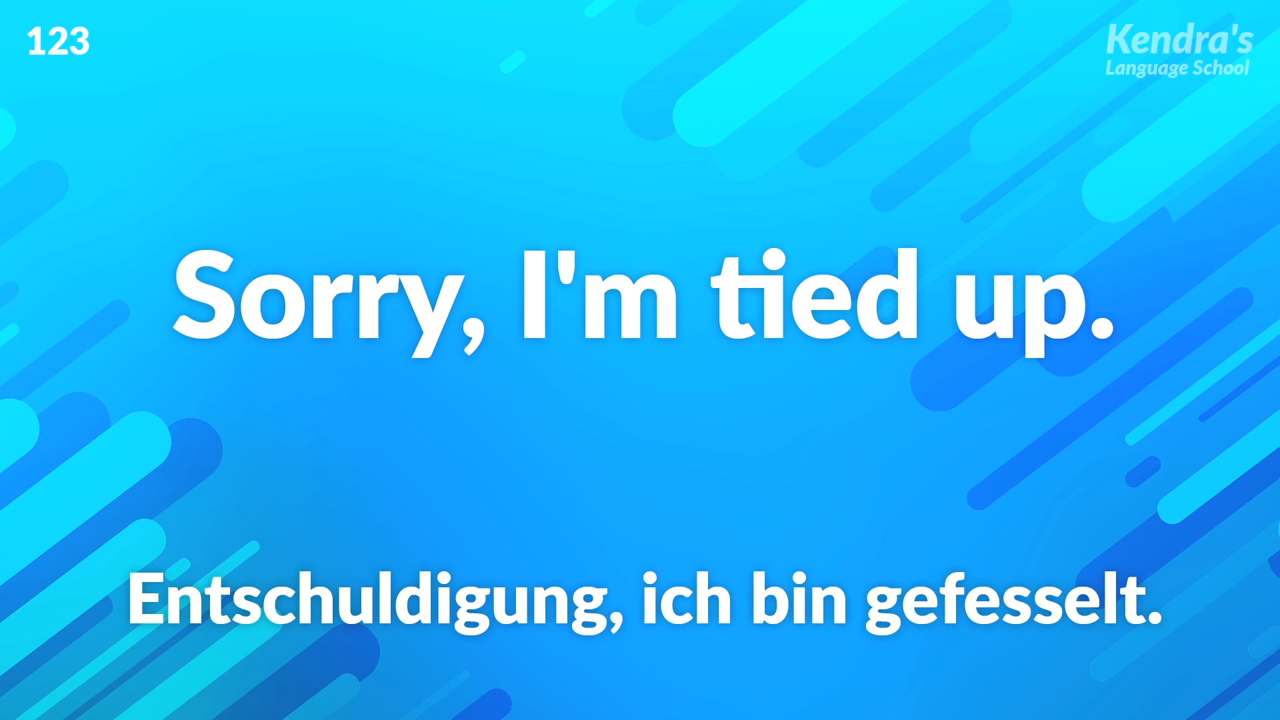 123
Kendra's
Language School
Sorry, I'm tied up.
Entschuldigung, ich bin gefesselt.